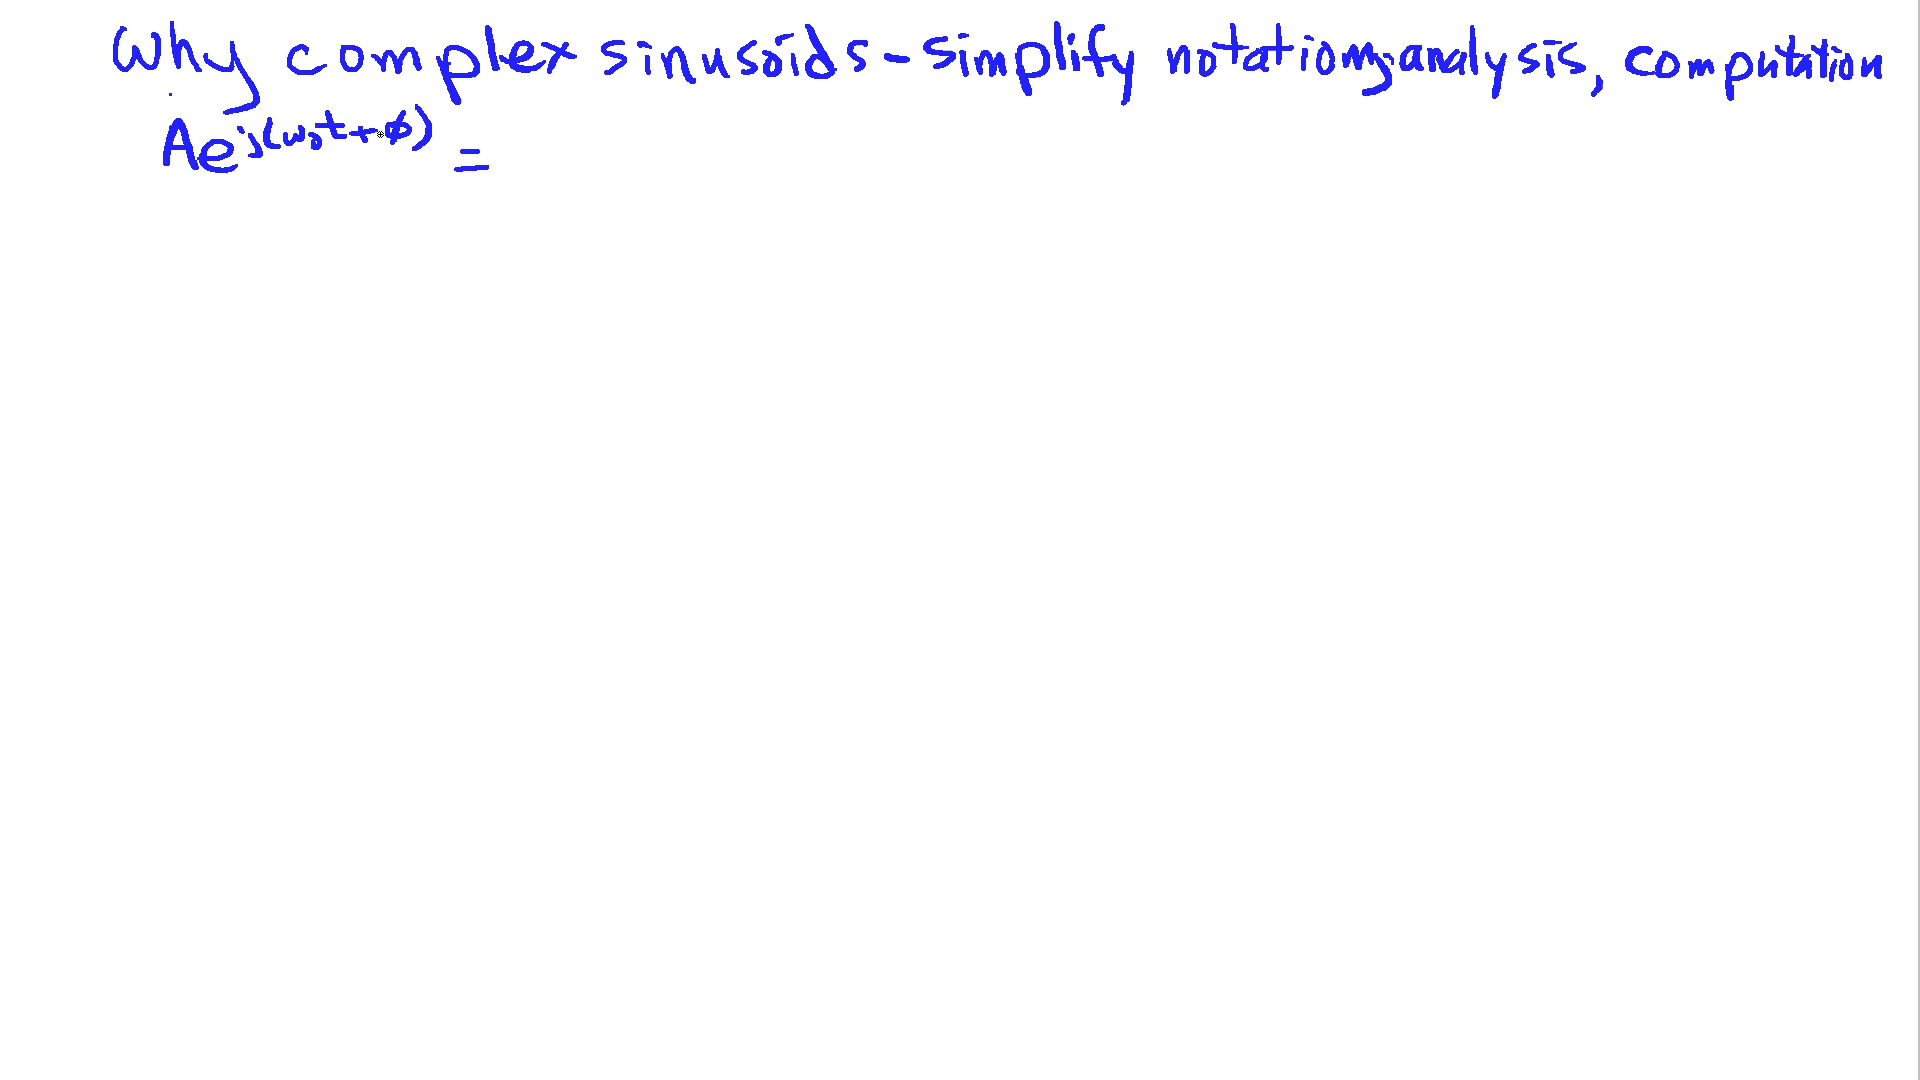 Why complex sinusoids - simplify notation, analysis, computation
Ae^{j(ω₀t+φ)} =